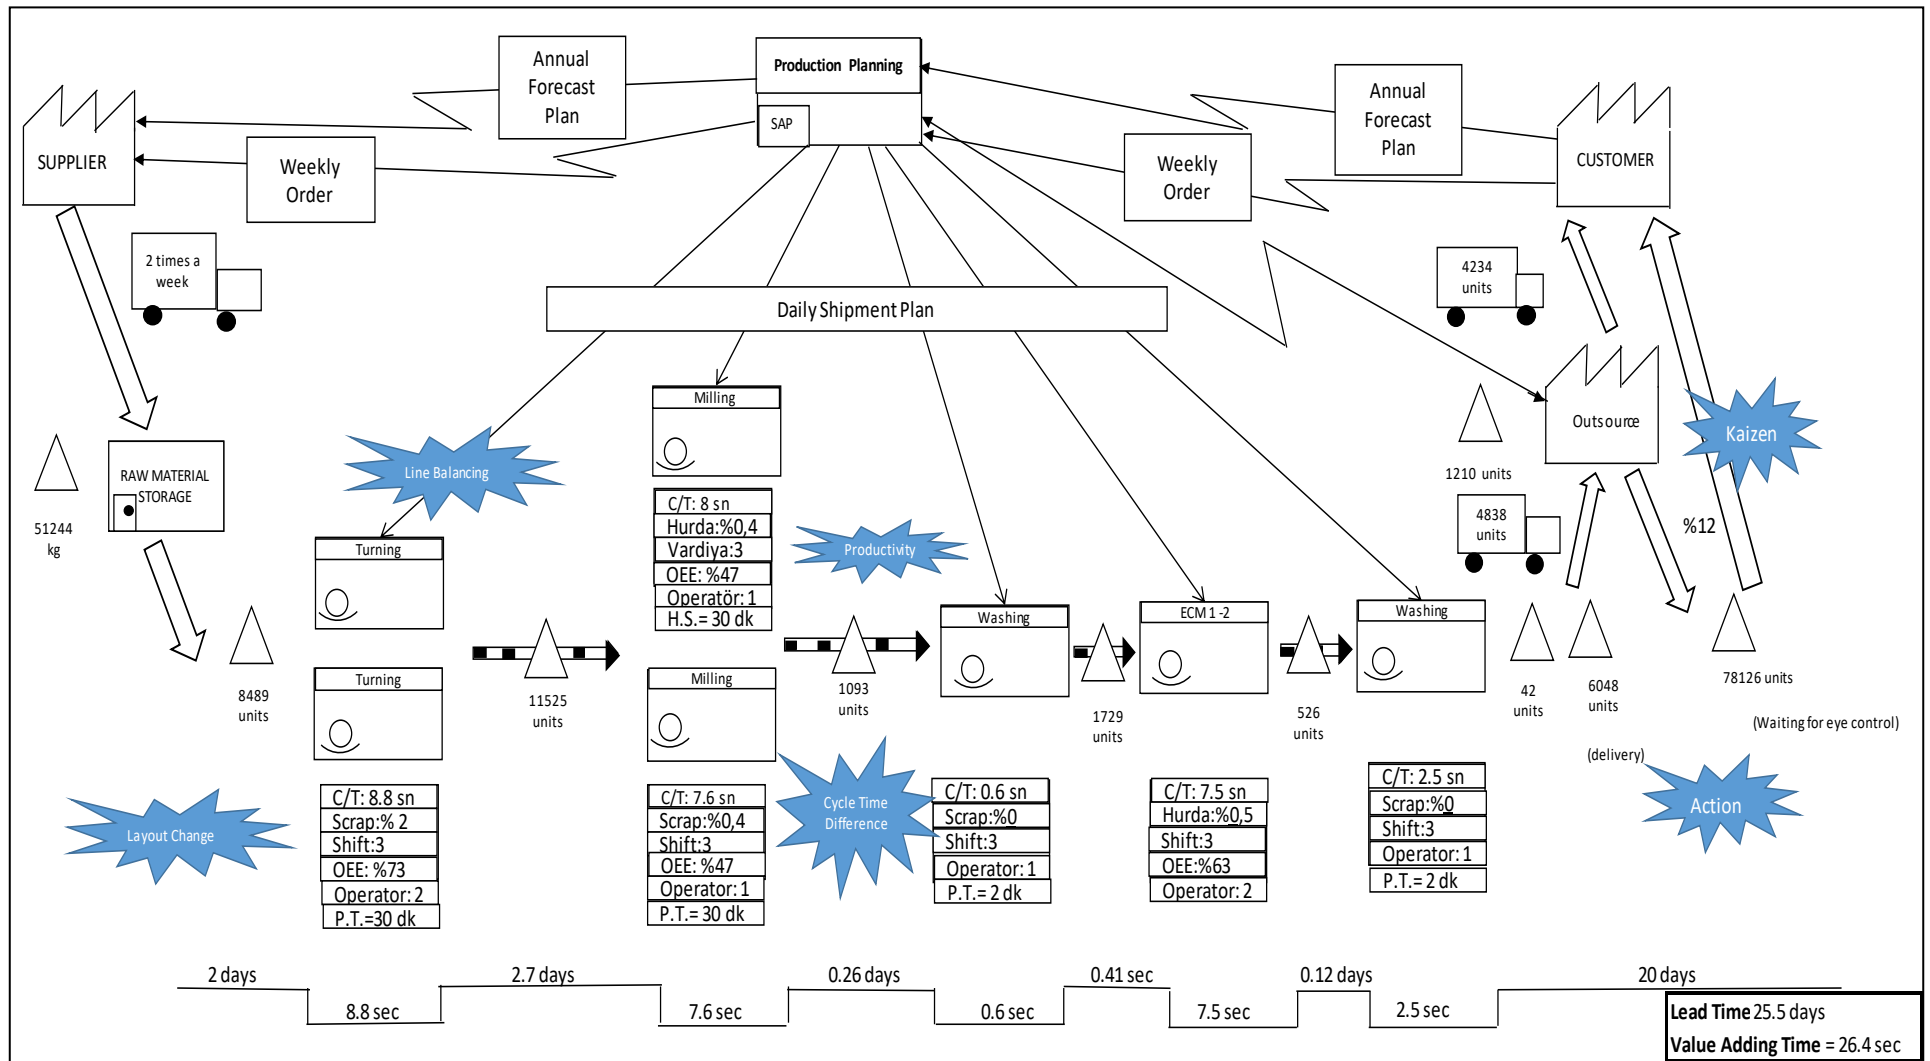 Annual
Forecast
Plan
Production Planning
SAP
Annual
Forecast
Plan
SUPPLIER
Weekly
Order
Weekly
Order
CUSTOMER
2 times a
week
4234
units
Daily Shipment Plan
Milling
Outsource
Kaizen
Line Balancing
RAW MATERIAL
STORAGE
51244
kg
1210 units
4838
units
%12
C/T: 8 sn
Hurda:%0,4
Vardiya:3
OEE: %47
Operatör: 1
H.S.= 30 dk
Productivity
Turning
Washing
ECM 1 -2
Washing
Turning
Milling
8489
units
11525
units
1093
units
1729
units
526
units
42
units
6048
units
78126 units
(Waiting for eye control)
(delivery)
Layout Change
C/T: 8.8 sn
Scrap:% 2
Shift:3
OEE: %73
Operator: 2
P.T.=30 dk
C/T: 7.6 sn
Scrap:%0,4
Shift:3
OEE: %47
Operator: 1
P.T.= 30 dk
Cycle Time
Difference
C/T: 0.6 sn
Scrap:%0
Shift:3
Operator: 1
P.T.= 2 dk
C/T: 7.5 sn
Hurda:%0,5
Shift:3
OEE:%63
Operator: 2
C/T: 2.5 sn
Scrap:%0
Shift:3
Operator: 1
P.T.= 2 dk
Action
2 days
2.7 days
0.26 days
0.41 sec
0.12 days
20 days
8.8 sec
7.6 sec
0.6 sec
7.5 sec
2.5 sec
Lead Time 25.5 days
Value Adding Time = 26.4 sec